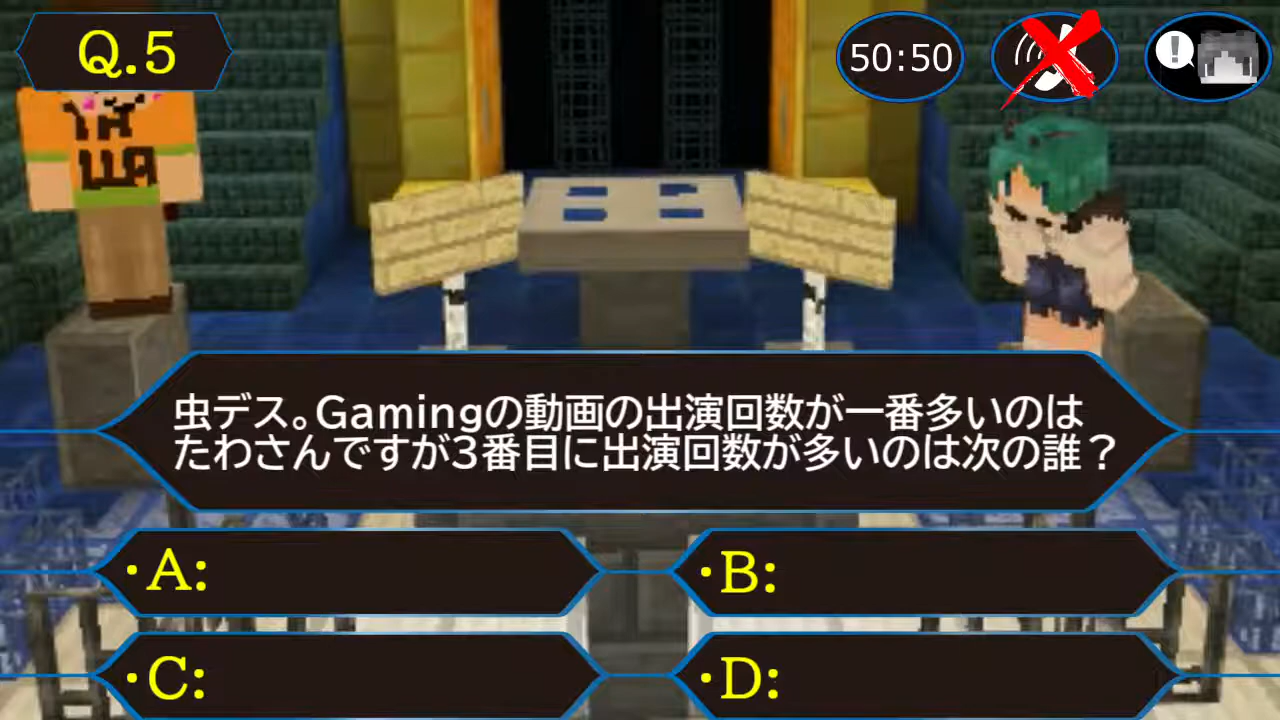 Q.5
50:50
虫デス。Gamingの動画の出演回数が一番多いのは
たわさんですが3番目に出演回数が多いのは次の誰？
・A:
・B:
・C:
・D: